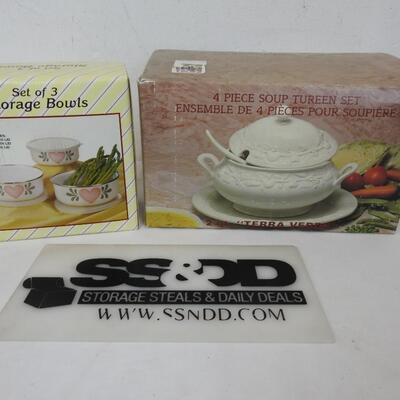 Set of 3
Storage Bowls
4 PIECE SOUP TUREEN SET
ENSEMBLE DE 4 PIÈCES POUR SOUPIÈRE
"TERRA VERDE
SS&DD
STORAGE STEALS & DAILY DEALS
WWW.SSNDD.COM